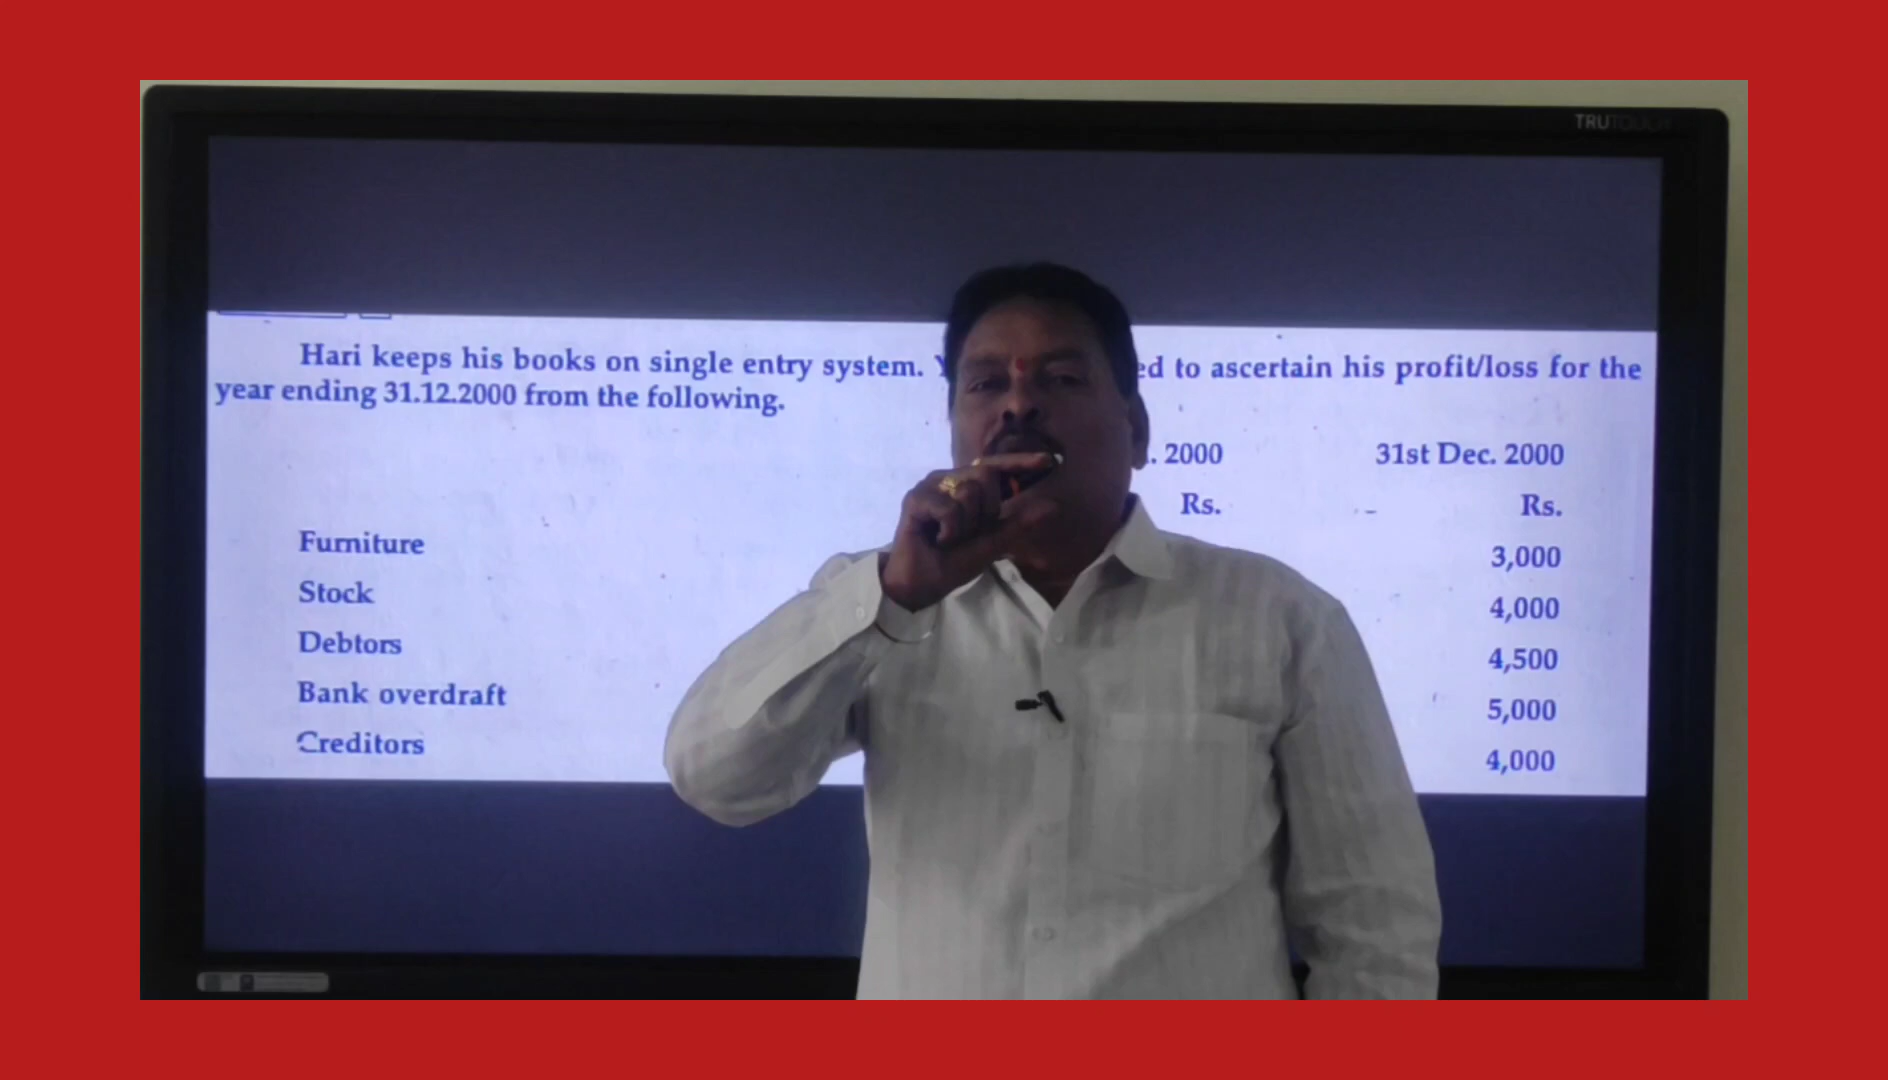 TRUTOUCH
Hari keeps his books on single entry system. ed to ascertain his profit/loss for the
year ending 31.12.2000 from the following.
. 2000 31st Dec. 2000
Rs. Rs.
Furniture 3,000
Stock 4,000
Debtors 4,500
Bank overdraft 5,000
Creditors 4,000